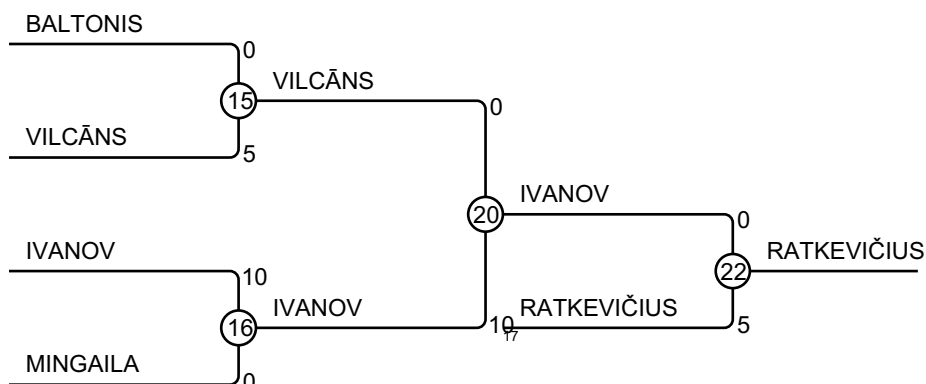 BALTONIS
0
15
VILCĀNS
0
VILCĀNS
5
20
IVANOV
0
IVANOV
10
22
RATKEVIČIUS
16
IVANOV
10
17
RATKEVIČIUS
5
MINGAILA
0